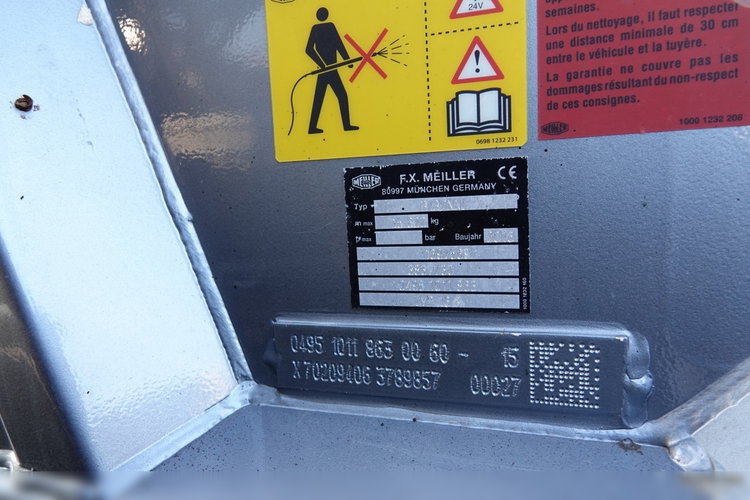 24V
0698 1232 231
semaines.
Lors du nettoyage, il faut respecter
une distance minimale de 30 cm
entre le véhicule et la tuyère.
La garantie ne couvre pas les
dommages résultant du non-respect
de ces consignes.
MEILLER
1000 1232 208
MEILLER
F.X. MEILLER CE
80997 MÜNCHEN GERMANY
Typ
m max kg
p max bar Baujahr
0495 1011 863 00 60 - 15
X70209406 3789857 00027